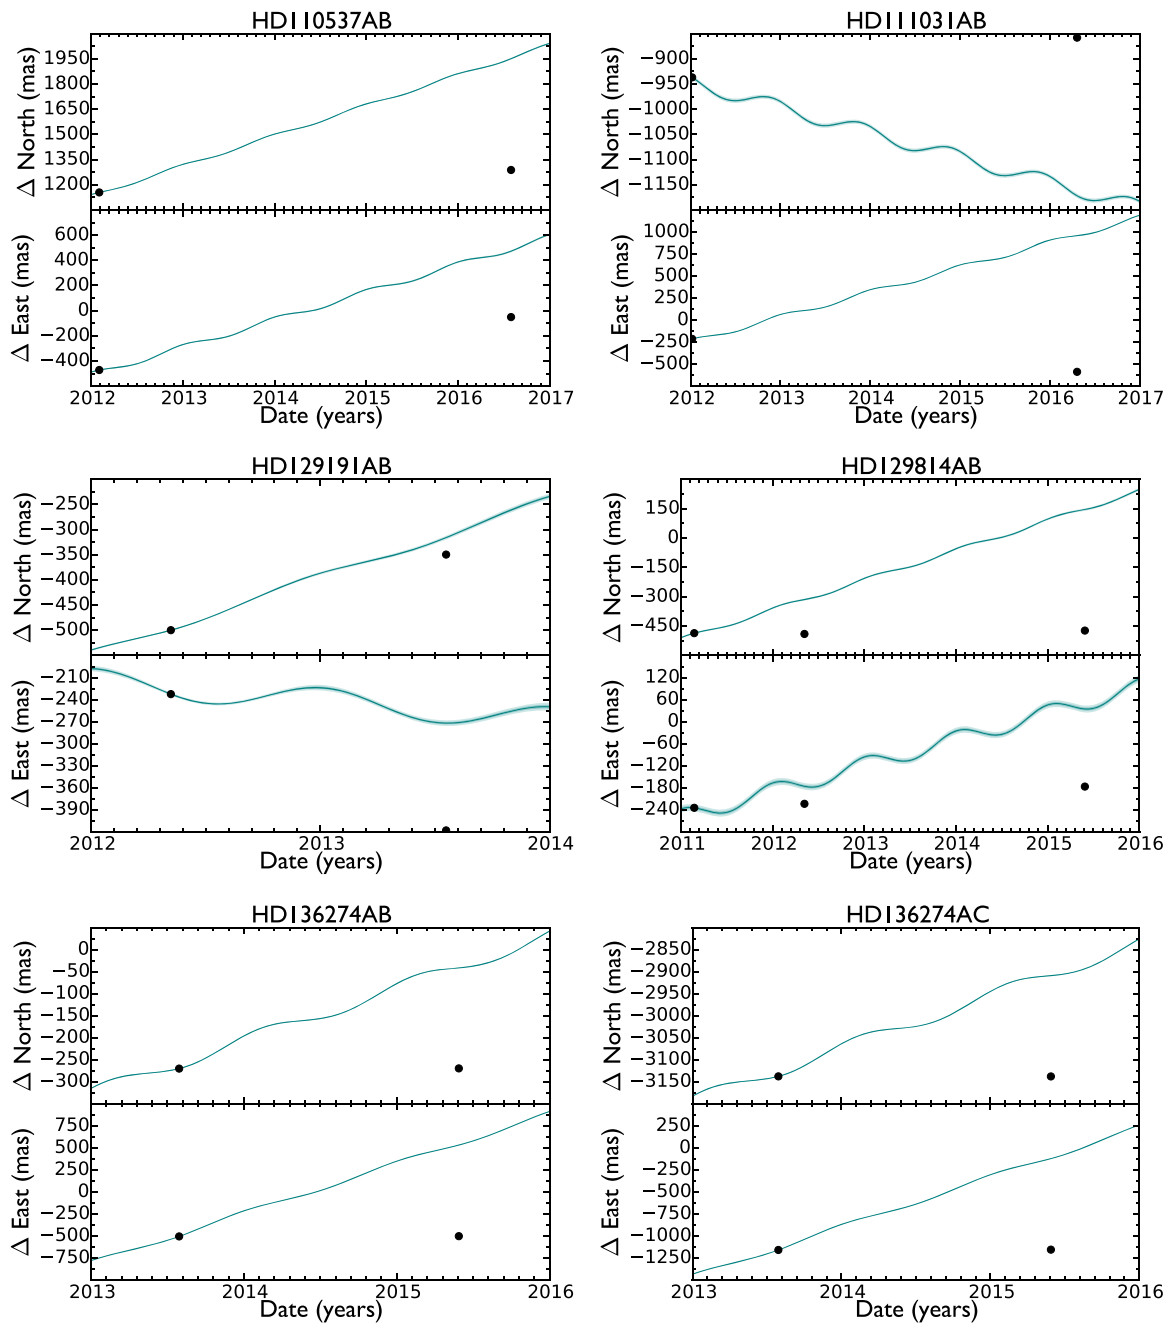 HD110537AB
Δ North (mas)
1950
1800
1650
1500
1350
1200
Δ East (mas)
600
400
200
0
−200
−400
2012 2013 2014 2015 2016 2017
Date (years)
HD111031AB
Δ North (mas)
−900
−950
−1000
−1050
−1100
−1150
Δ East (mas)
1000
750
500
250
0
−250
−500
2012 2013 2014 2015 2016 2017
Date (years)
HD129191AB
Δ North (mas)
−250
−300
−350
−400
−450
−500
Δ East (mas)
−210
−240
−270
−300
−330
−360
−390
2012 2013 2014
Date (years)
HD129814AB
Δ North (mas)
150
0
−150
−300
−450
Δ East (mas)
120
60
0
−60
−120
−180
−240
2011 2012 2013 2014 2015 2016
Date (years)
HD136274AB
Δ North (mas)
0
−50
−100
−150
−200
−250
−300
Δ East (mas)
750
500
250
0
−250
−500
−750
2013 2014 2015 2016
Date (years)
HD136274AC
Δ North (mas)
−2850
−2900
−2950
−3000
−3050
−3100
−3150
Δ East (mas)
250
0
−250
−500
−750
−1000
−1250
2013 2014 2015 2016
Date (years)